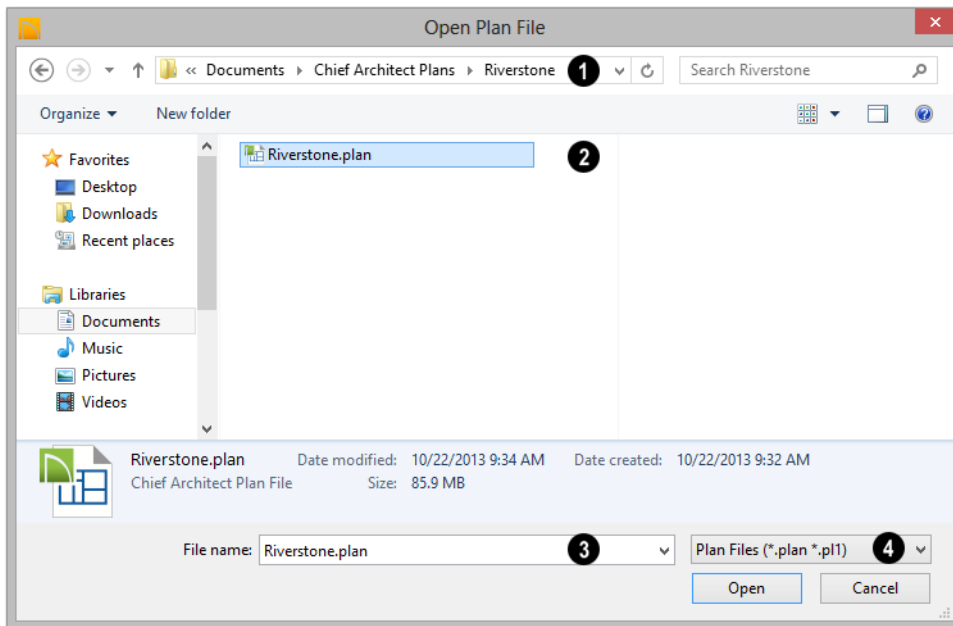 Open Plan File
« Documents Chief Architect Plans Riverstone 1 Search Riverstone
Organize New folder
Favorites
Desktop
Downloads
Recent places
Libraries
Documents
Music
Pictures
Videos
Riverstone.plan 2
Riverstone.plan Date modified: 10/22/2013 9:34 AM Date created: 10/22/2013 9:32 AM
Chief Architect Plan File Size: 85.9 MB
File name: Riverstone.plan 3 Plan Files (*.plan *.pl1) 4
Open Cancel